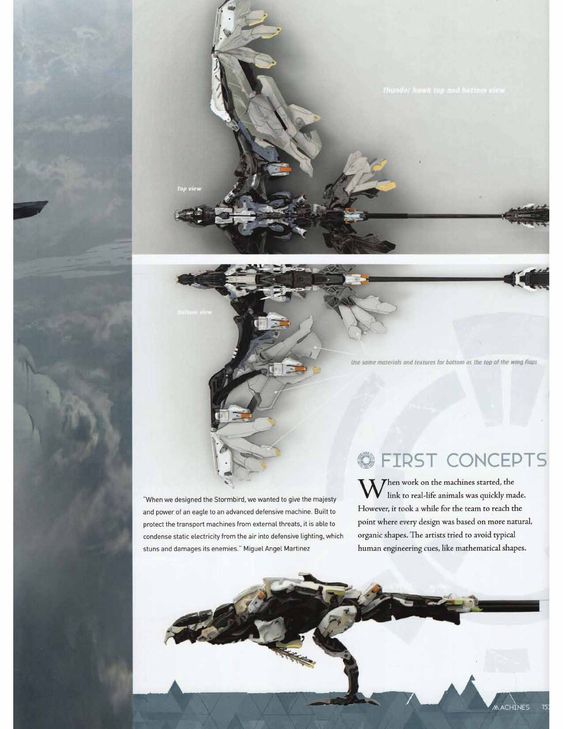 Thunder hawk top and bottom view
Top view
Bottom view
Use same materials and textures for bottom as the top of the wing flaps
FIRST CONCEPTS
"When we designed the Stormbird, we wanted to give the majesty
and power of an eagle to an advanced defensive machine. Built to
protect the transport machines from external threats, it is able to
condense static electricity from the air into defensive lighting, which
stuns and damages its enemies." Miguel Angel Martinez
When work on the machines started, the
link to real-life animals was quickly made.
However, it took a while for the team to reach the
point where every design was based on more natural,
organic shapes. The artists tried to avoid typical
human engineering cues, like mathematical shapes.
MACHINES